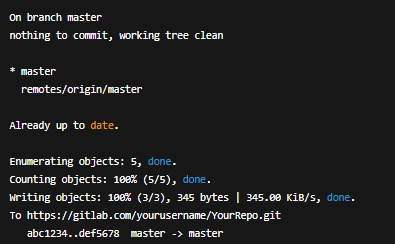 On branch master
nothing to commit, working tree clean
* master
remotes/origin/master
Already up to date.
Enumerating objects: 5, done.
Counting objects: 100% (5/5), done.
Writing objects: 100% (3/3), 345 bytes | 345.00 KiB/s, done.
To https://gitlab.com/yourusername/YourRepo.git
abc1234..def5678  master -> master